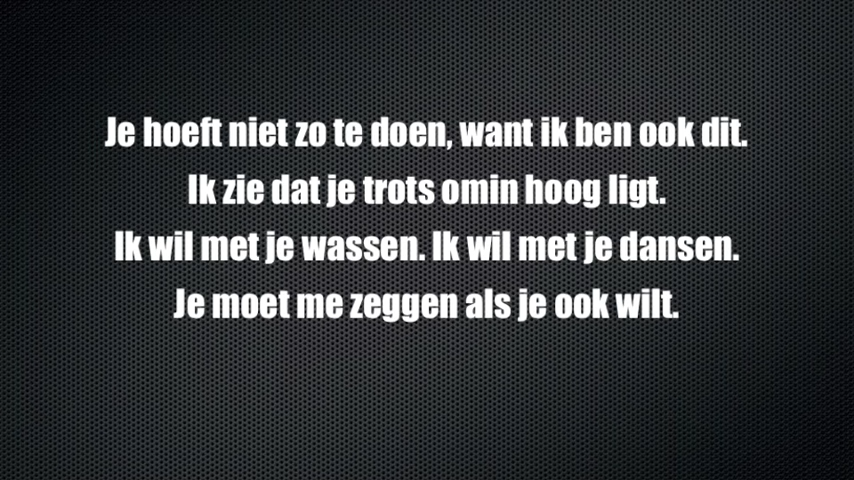 Je hoeft niet zo te doen, want ik ben ook dit.
Ik zie dat je trots omin hoog ligt.
Ik wil met je wassen. Ik wil met je dansen.
Je moet me zeggen als je ook wilt.